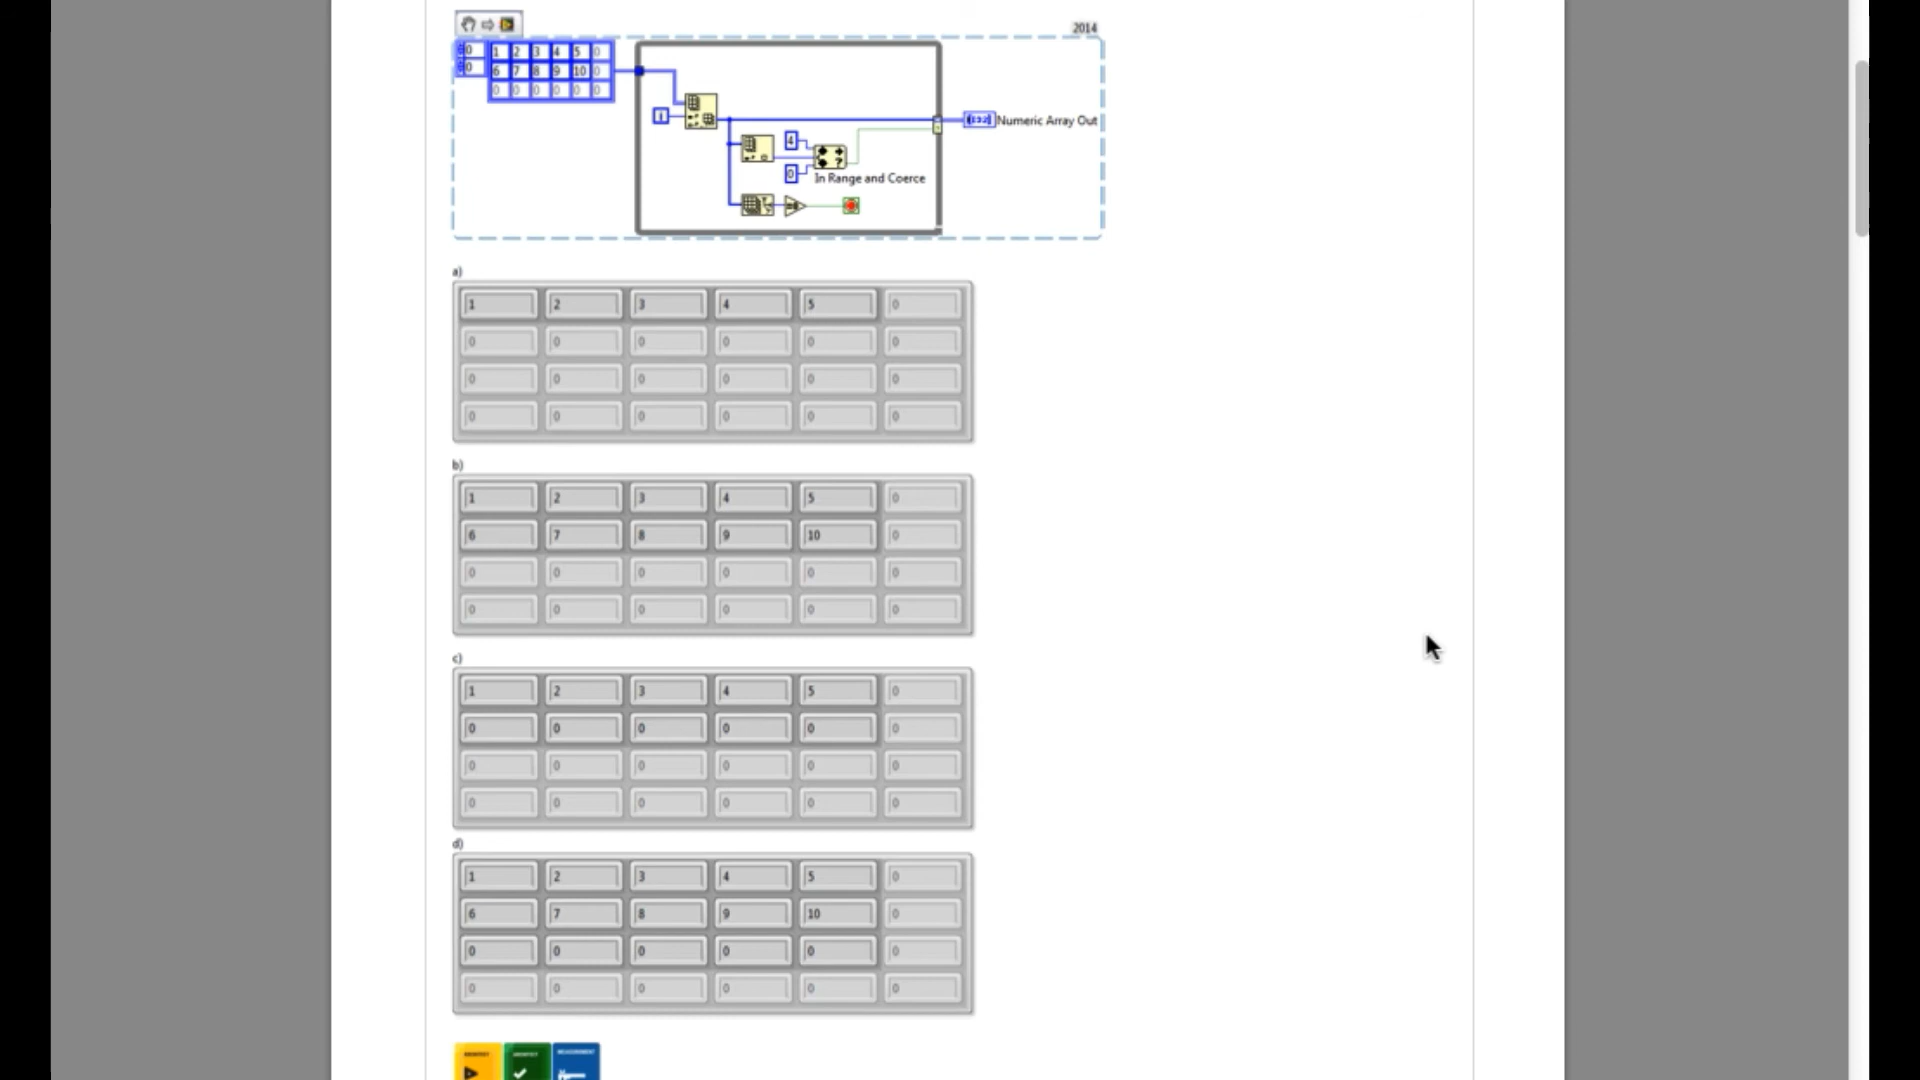 2014
0 1 2 3 4 5 0
0 6 7 8 9 10 0
0 0 0 0 0 0
i
4
0
[I32] Numeric Array Out
In Range and Coerce
a)
1 2 3 4 5 0
0 0 0 0 0 0
0 0 0 0 0 0
0 0 0 0 0 0
b)
1 2 3 4 5 0
6 7 8 9 10 0
0 0 0 0 0 0
0 0 0 0 0 0
c)
1 2 3 4 5 0
0 0 0 0 0 0
0 0 0 0 0 0
0 0 0 0 0 0
d)
1 2 3 4 5 0
6 7 8 9 10 0
0 0 0 0 0 0
0 0 0 0 0 0
ARCHITECT ARCHITECT MEASUREMENT